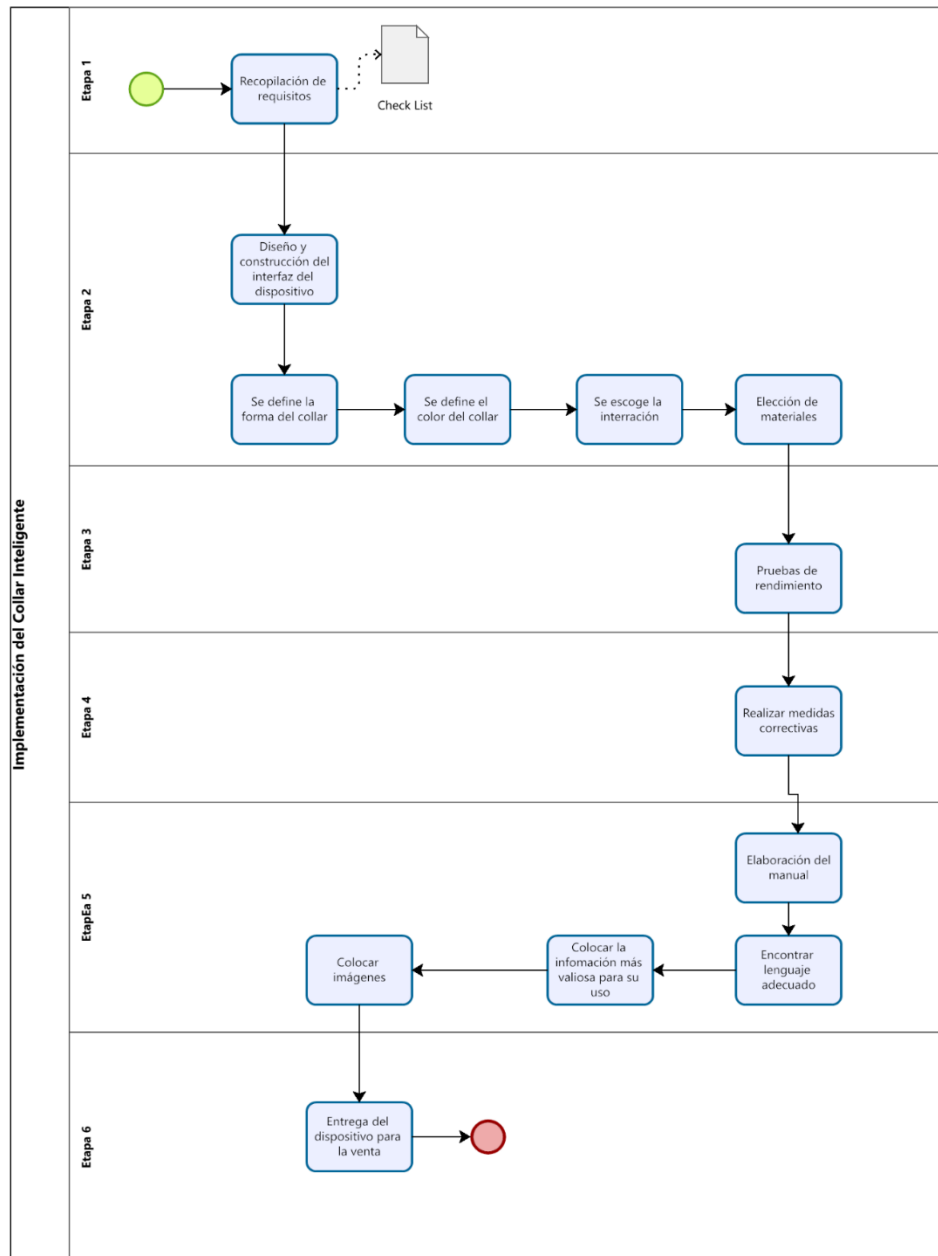 Implementación del Collar Inteligente
Etapa 1
Recopilación de
requisitos
Check List
Etapa 2
Diseño y
construcción del
interfaz del
dispositivo
Se define la
forma del collar
Se define el
color del collar
Se escoge la
interración
Elección de
materiales
Etapa 3
Pruebas de
rendimiento
Etapa 4
Realizar medidas
correctivas
EtapEa 5
Elaboración del
manual
Encontrar
lenguaje
adecuado
Colocar la
infomación más
valiosa para su
uso
Colocar
imágenes
Etapa 6
Entrega del
dispositivo para
la venta